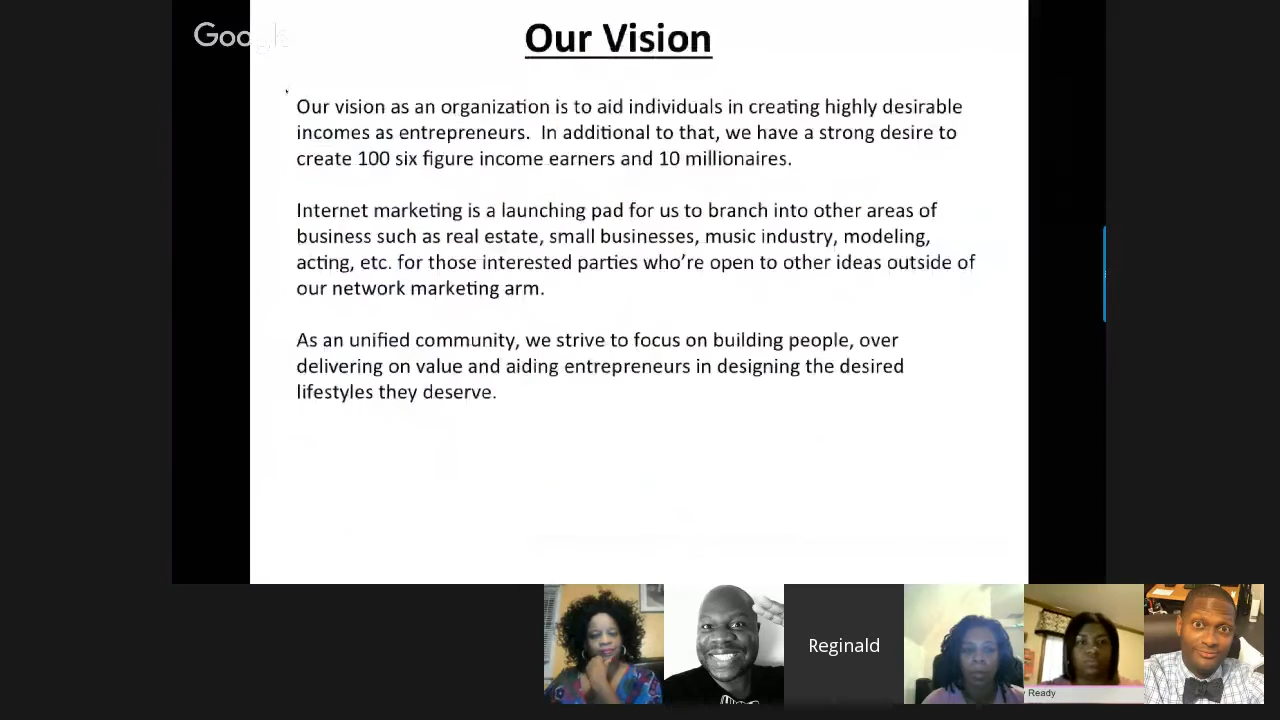 Google
Our Vision
Our vision as an organization is to aid individuals in creating highly desirable
incomes as entrepreneurs.  In additional to that, we have a strong desire to
create 100 six figure income earners and 10 millionaires.
Internet marketing is a launching pad for us to branch into other areas of
business such as real estate, small businesses, music industry, modeling,
acting, etc. for those interested parties who’re open to other ideas outside of
our network marketing arm.
As an unified community, we strive to focus on building people, over
delivering on value and aiding entrepreneurs in designing the desired
lifestyles they deserve.
Reginald
Ready